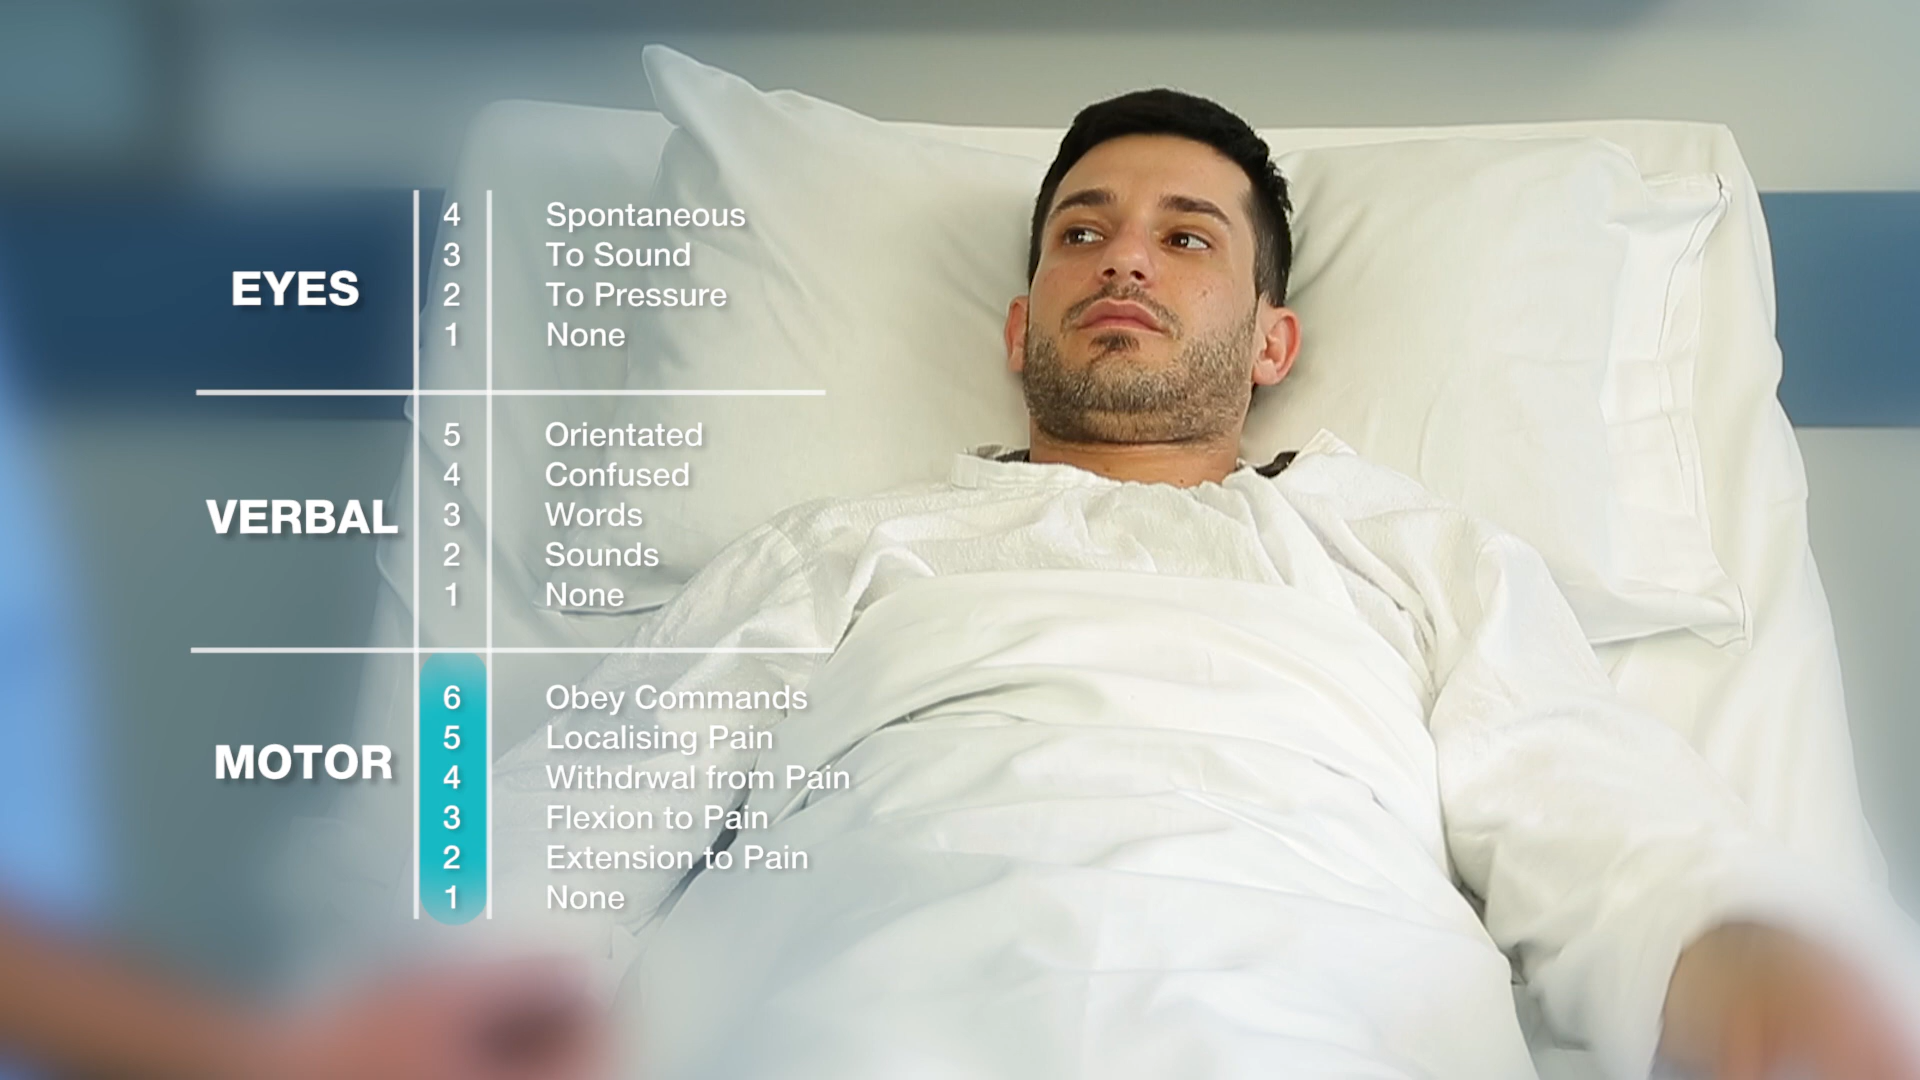 EYES
4 Spontaneous
3 To Sound
2 To Pressure
1 None
VERBAL
5 Orientated
4 Confused
3 Words
2 Sounds
1 None
MOTOR
6 Obey Commands
5 Localising Pain
4 Withdrwal from Pain
3 Flexion to Pain
2 Extension to Pain
1 None